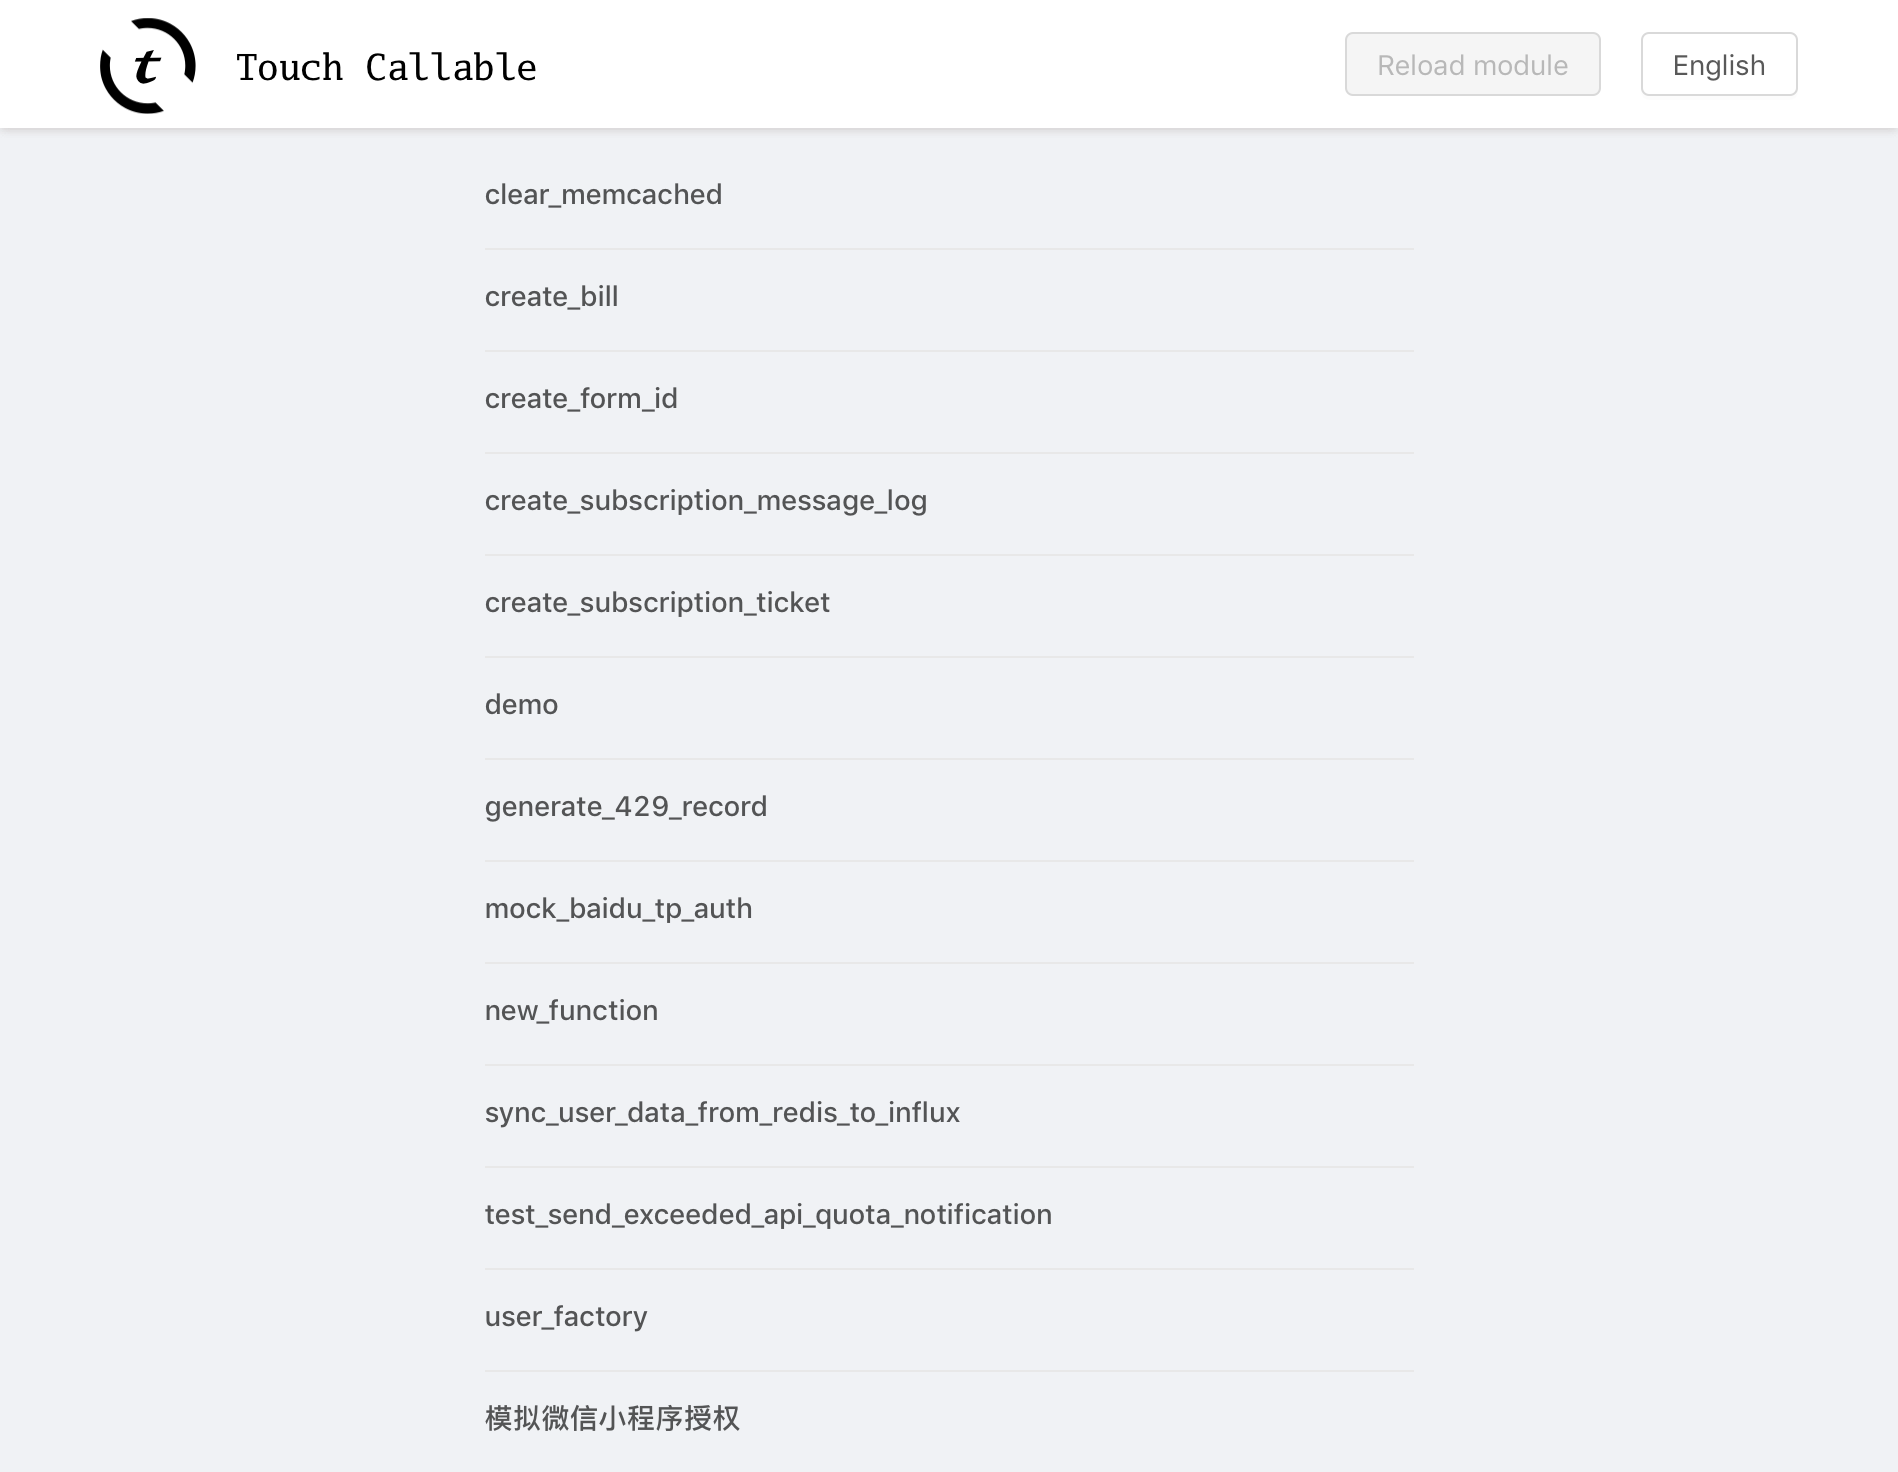 t
Touch Callable
Reload module
English
clear_memcached
create_bill
create_form_id
create_subscription_message_log
create_subscription_ticket
demo
generate_429_record
mock_baidu_tp_auth
new_function
sync_user_data_from_redis_to_influx
test_send_exceeded_api_quota_notification
user_factory
模拟微信小程序授权